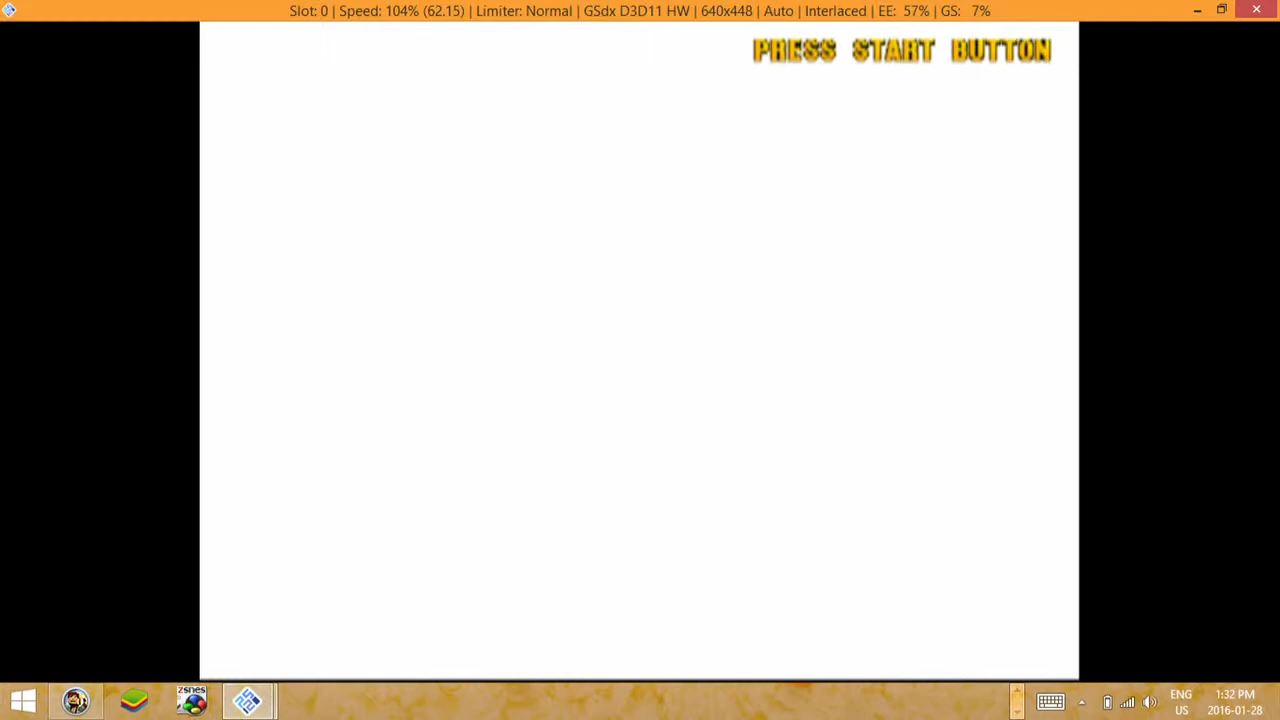 Slot: 0 | Speed: 104% (62.15) | Limiter: Normal | GSdx D3D11 HW | 640x448 | Auto | Interlaced | EE: 57% | GS: 7%
PRESS START BUTTON
zsnes
ENG
US
1:32 PM
2016-01-28